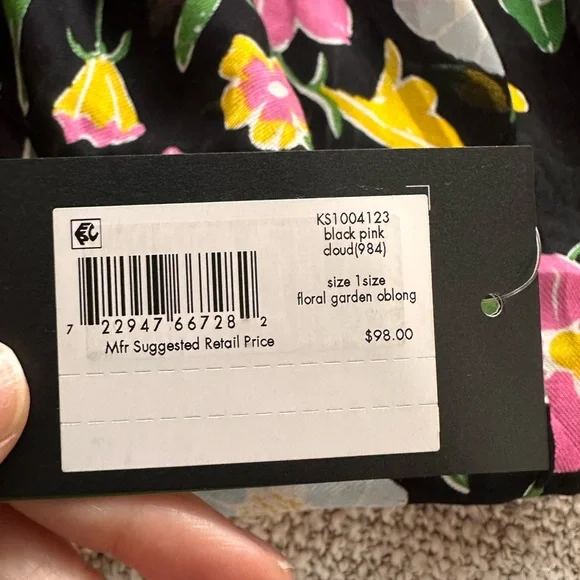 KS1004123
black pink
cloud(984)
size 1size
floral garden oblong
7 22947 66728 2
Mfr Suggested Retail Price
$98.00